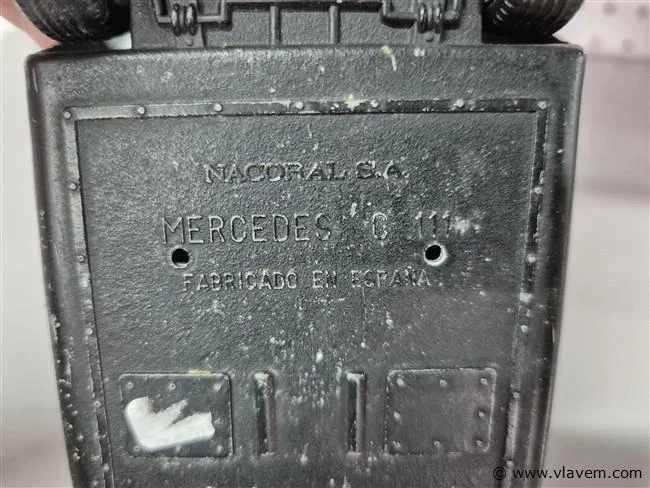 NACORAL S.A.
MERCEDES C 111
FABRICADO EN ESPAÑA
© www.vlavem.com